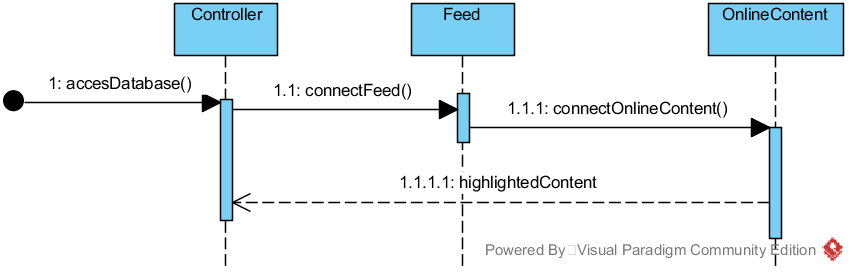 Controller
Feed
OnlineContent
1: accesDatabase()
1.1: connectFeed()
1.1.1: connectOnlineContent()
1.1.1.1: highlightedContent
Powered By Visual Paradigm Community Edition